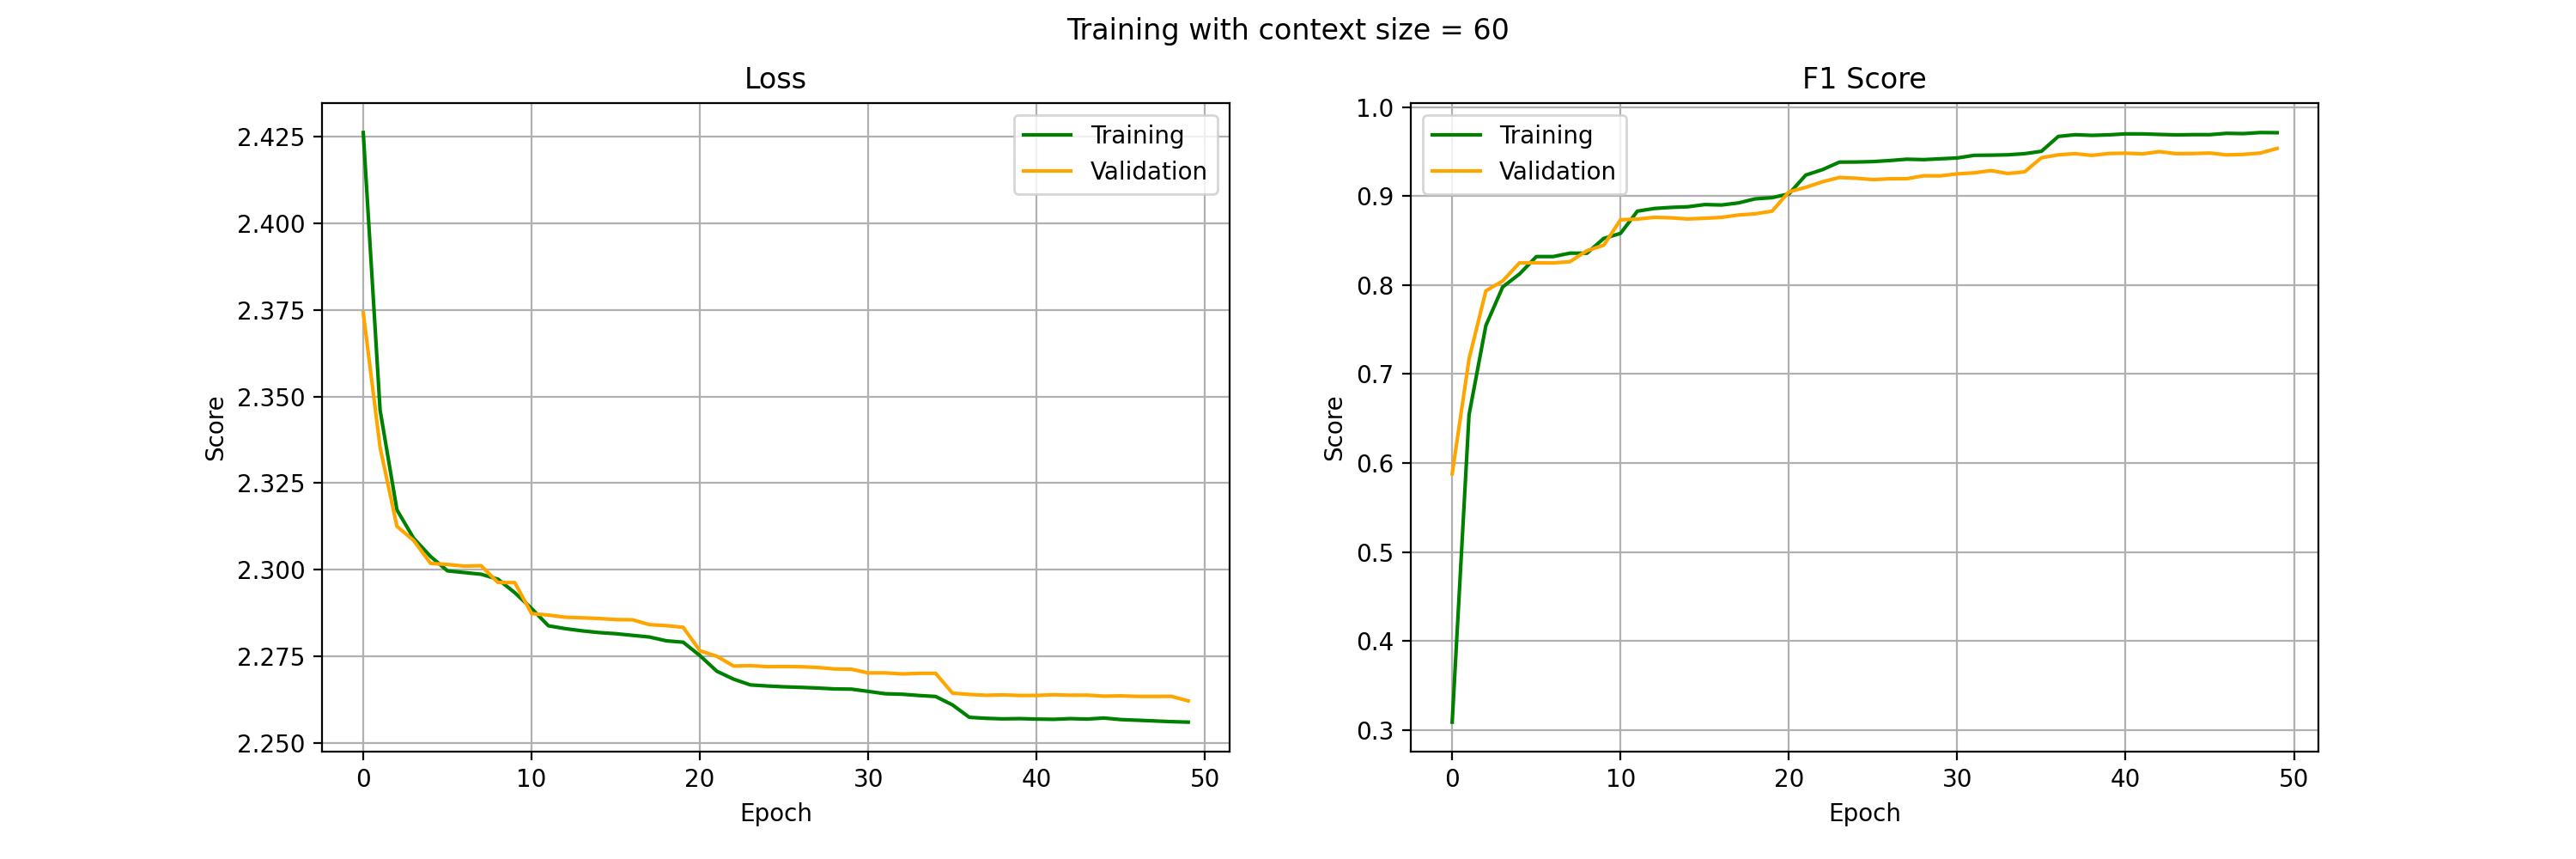 Training with context size = 60
Loss
Training
Validation
2.425
2.400
2.375
2.350
2.325
2.300
2.275
2.250
Score
0 10 20 30 40 50
Epoch
F1 Score
Training
Validation
1.0
0.9
0.8
0.7
0.6
0.5
0.4
0.3
Score
0 10 20 30 40 50
Epoch